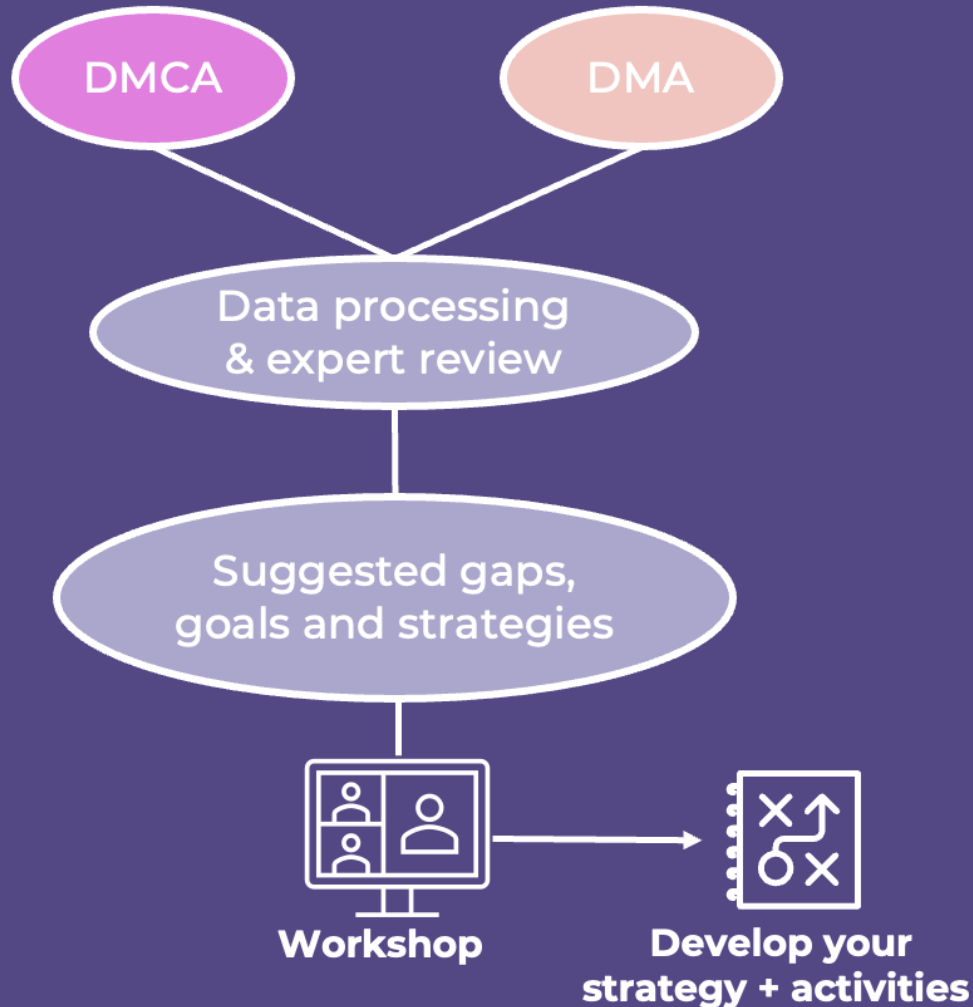 DMCA
DMA
Data processing
& expert review
Suggested gaps,
goals and strategies
Workshop
Develop your
strategy + activities